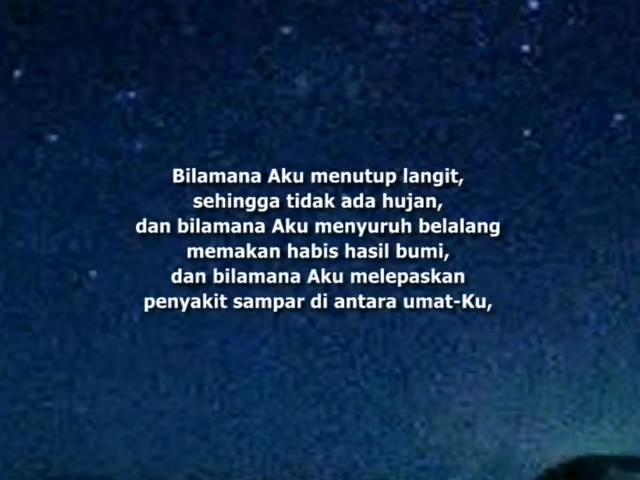 Bilamana Aku menutup langit,
sehingga tidak ada hujan,
dan bilamana Aku menyuruh belalang
memakan habis hasil bumi,
dan bilamana Aku melepaskan
penyakit sampar di antara umat-Ku,